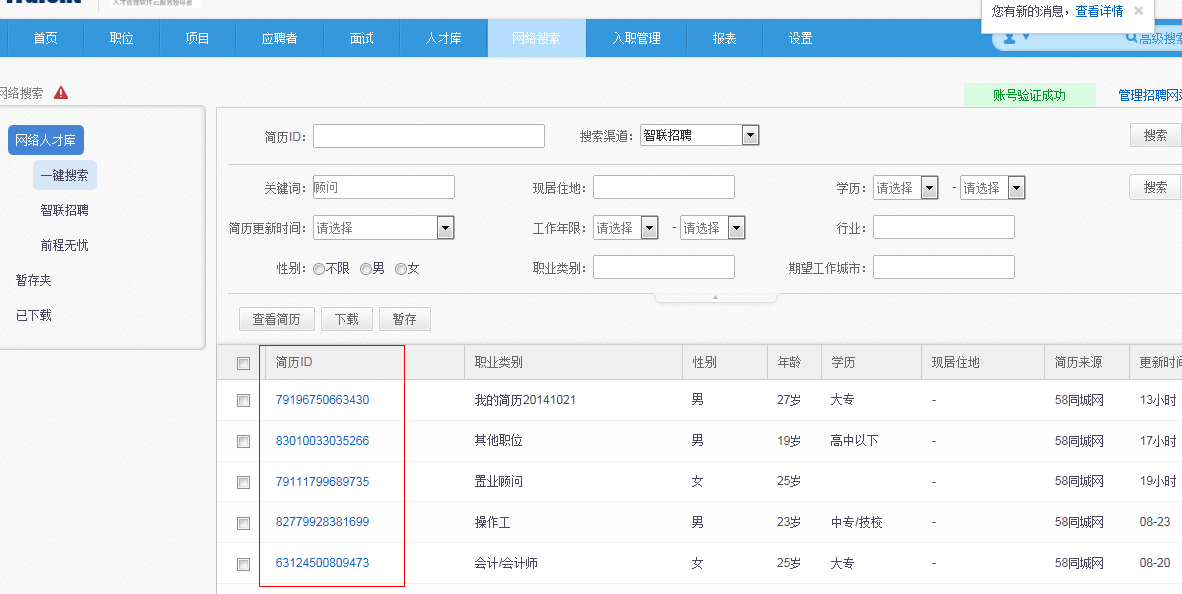 人才管理软件云服务领导者
您有新的消息，查看详情 ×
首页 职位 项目 应聘者 面试 人才库 网络搜索 入职管理 报表 设置 高级搜索
网络搜索
账号验证成功 管理招聘网
网络人才库
一键搜索
智联招聘
前程无忧
暂存夹
已下载
简历ID: 搜索渠道: 智联招聘 搜索
关键词: 顾问 现居住地: 学历: 请选择 - 请选择 搜索
简历更新时间: 请选择 工作年限: 请选择 - 请选择 行业:
性别: 不限 男 女 职业类别: 期望工作城市:
查看简历 下载 暂存
简历ID 职业类别 性别 年龄 学历 现居住地 简历来源 更新时间
79196750663430 我的简历20141021 男 27岁 大专 - 58同城网 13小时
83010033035266 其他职位 男 19岁 高中以下 - 58同城网 17小时
79111799689735 置业顾问 女 25岁 - 58同城网 19小时
82779928381699 操作工 男 23岁 中专/技校 - 58同城网 08-23
63124500809473 会计/会计师 女 25岁 大专 - 58同城网 08-20